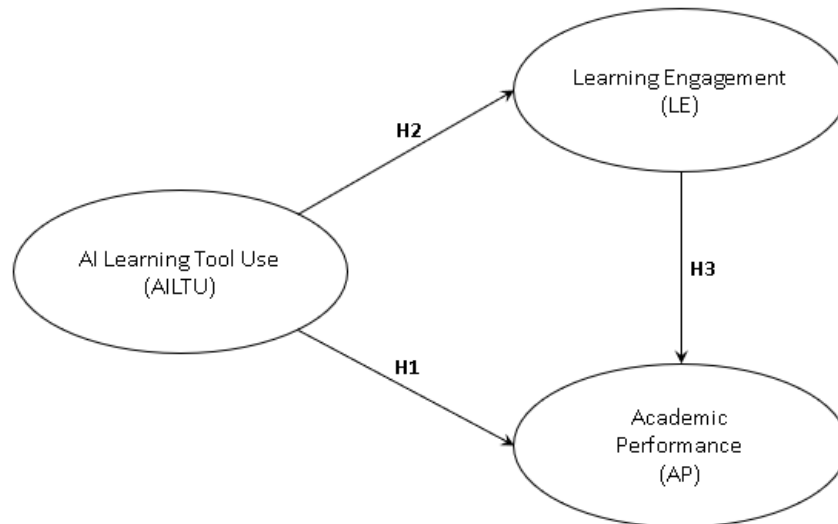 Learning Engagement
(LE)
H2
AI Learning Tool Use
(AILTU)
H3
H1
Academic
Performance
(AP)